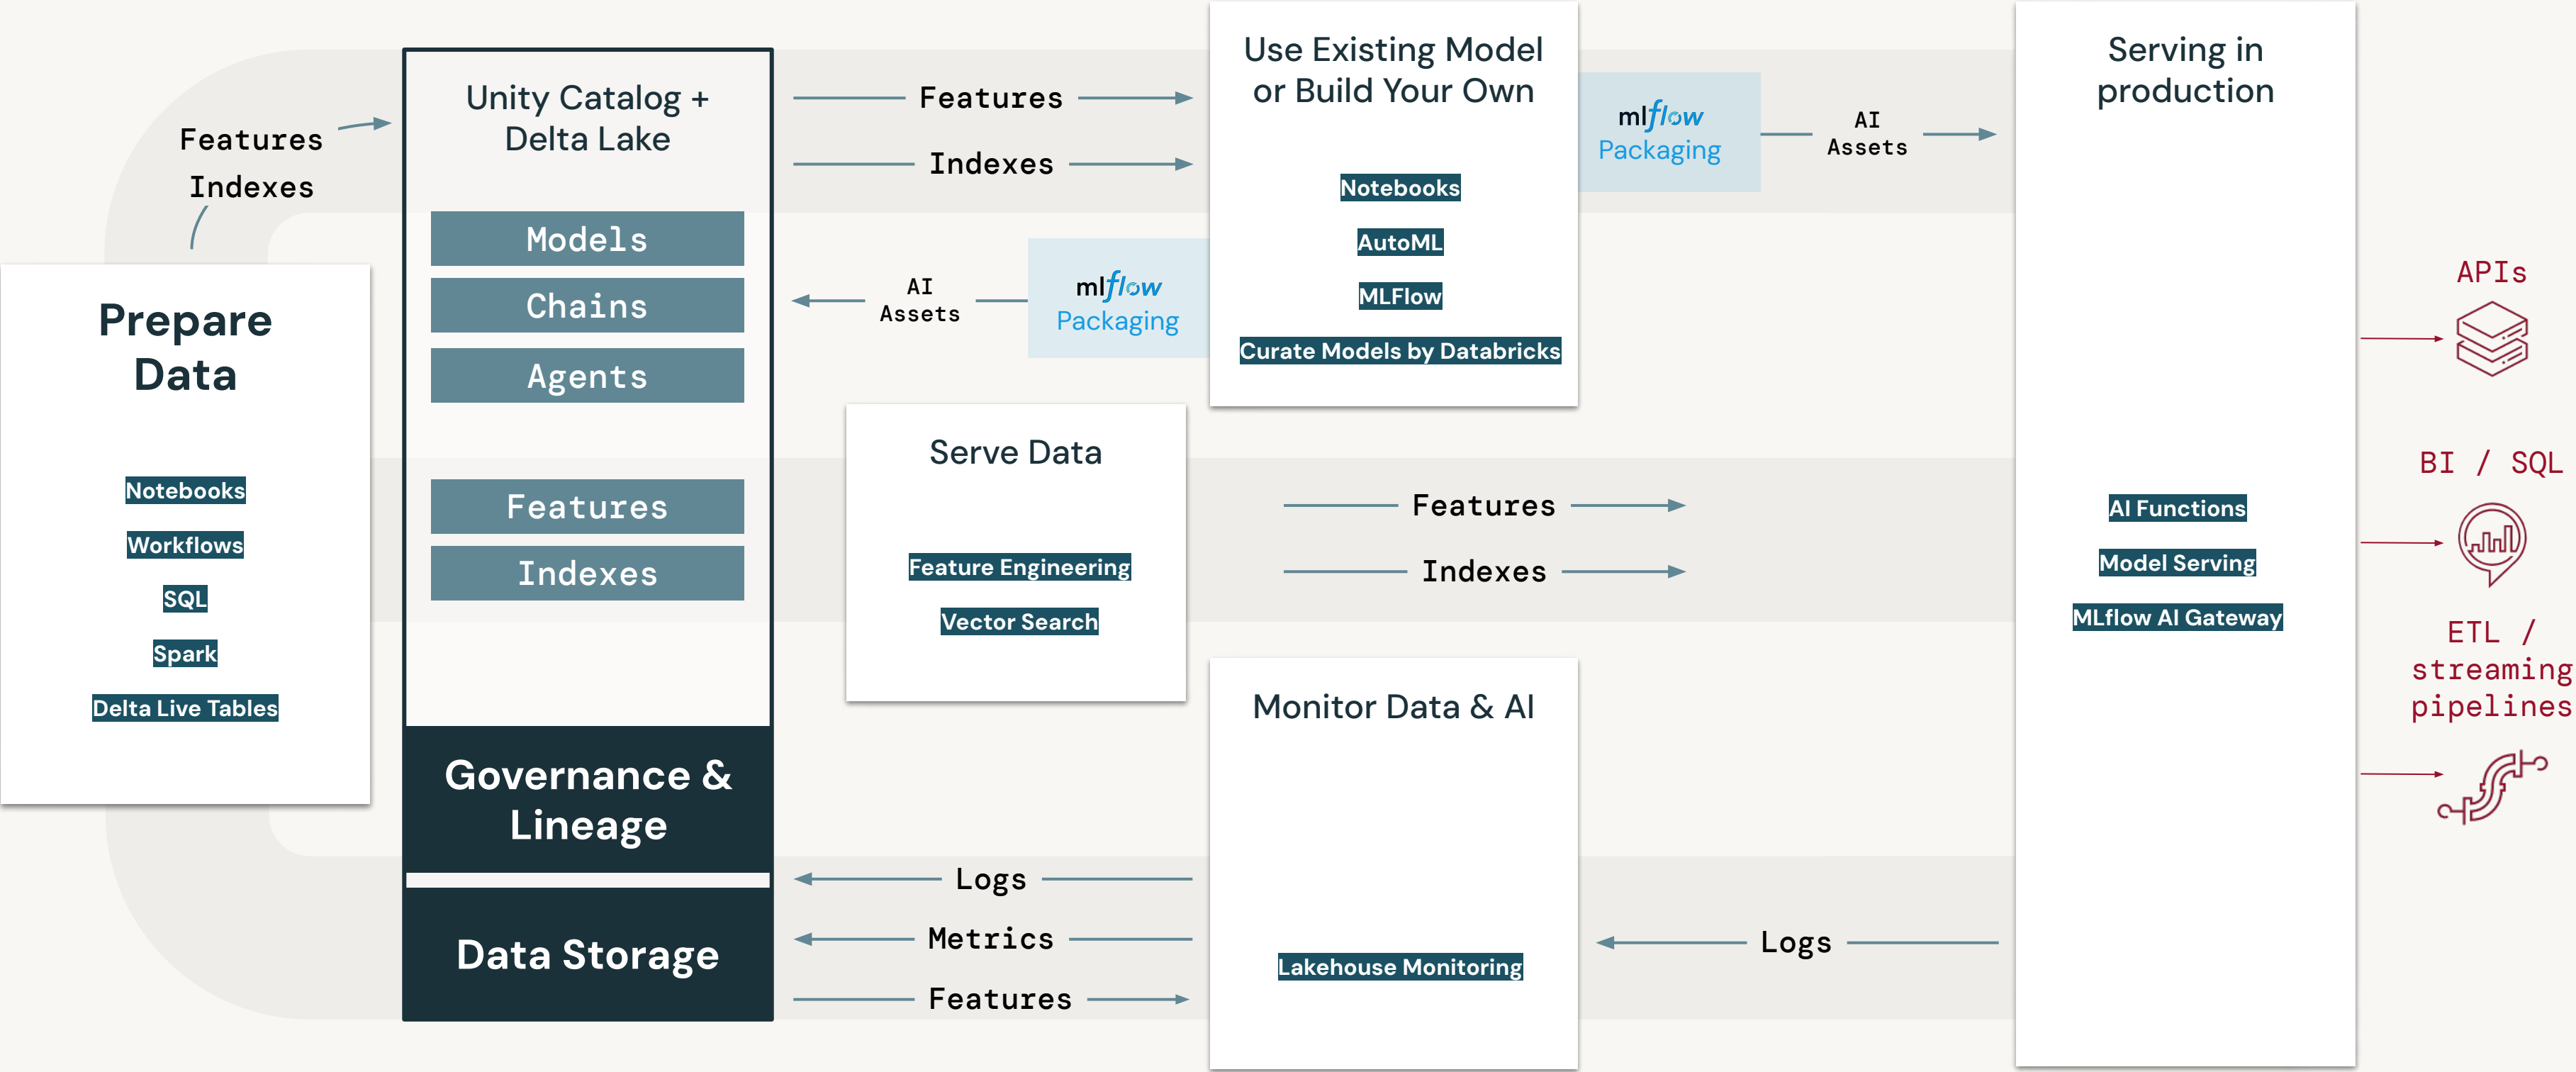 Features
Indexes
Prepare
Data
Notebooks
Workflows
SQL
Spark
Delta Live Tables
Unity Catalog +
Delta Lake
Models
Chains
Agents
Features
Indexes
Governance &
Lineage
Data Storage
Features
Indexes
AI
Assets
mlflow
Packaging
Use Existing Model
or Build Your Own
Notebooks
AutoML
MLFlow
Curate Models by Databricks
mlflow
Packaging
AI
Assets
Serve Data
Feature Engineering
Vector Search
Features
Indexes
Monitor Data & AI
Lakehouse Monitoring
Logs
Metrics
Features
Logs
Serving in
production
AI Functions
Model Serving
MLflow AI Gateway
APIs
BI / SQL
ETL /
streaming
pipelines